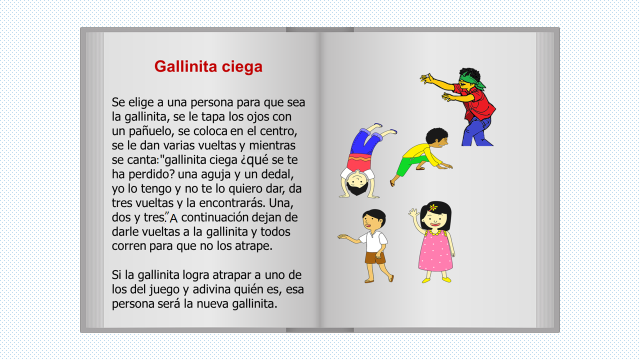 Gallinita ciega
Se elige a una persona para que sea
la gallinita, se le tapa los ojos con
un pañuelo, se coloca en el centro,
se le dan varias vueltas y mientras
se canta:"gallinita ciega ¿qué se te
ha perdido? una aguja y un dedal,
yo lo tengo y no te lo quiero dar, da
tres vueltas y la encontrarás. Una,
dos y tres.”A continuación dejan de
darle vueltas a la gallinita y todos
corren para que no los atrape.
Si la gallinita logra atrapar a uno de
los del juego y adivina quién es, esa
persona será la nueva gallinita.